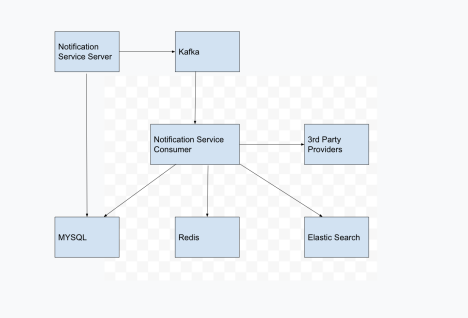 Notification
Service Server
Kafka
Notification Service
Consumer
3rd Party
Providers
MYSQL
Redis
Elastic Search